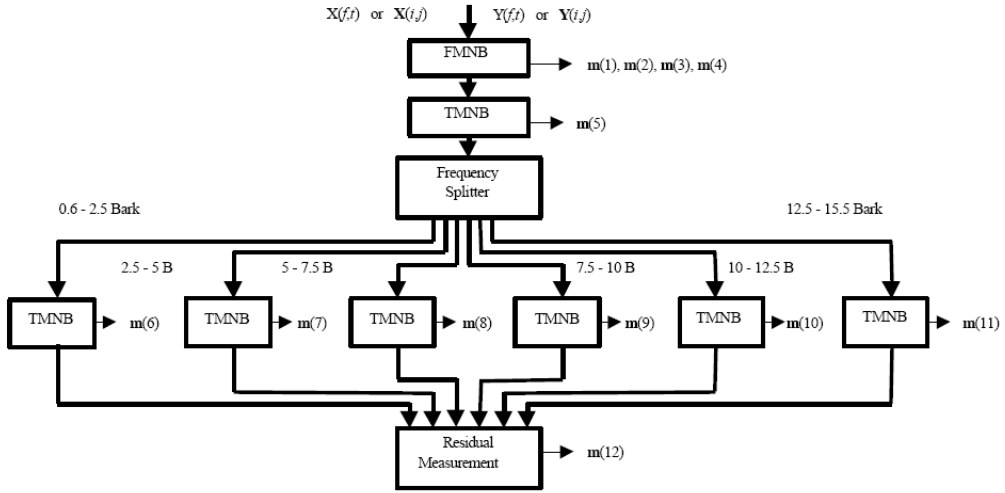 X(f,t) or X(i,j) Y(f,t) or Y(i,j)
FMNB
m(1), m(2), m(3), m(4)
TMNB
m(5)
Frequency
Splitter
0.6 - 2.5 Bark
12.5 - 15.5 Bark
2.5 - 5 B
5 - 7.5 B
7.5 - 10 B
10 - 12.5 B
TMNB
m(6)
TMNB
m(7)
TMNB
m(8)
TMNB
m(9)
TMNB
m(10)
TMNB
m(11)
Residual
Measurement
m(12)